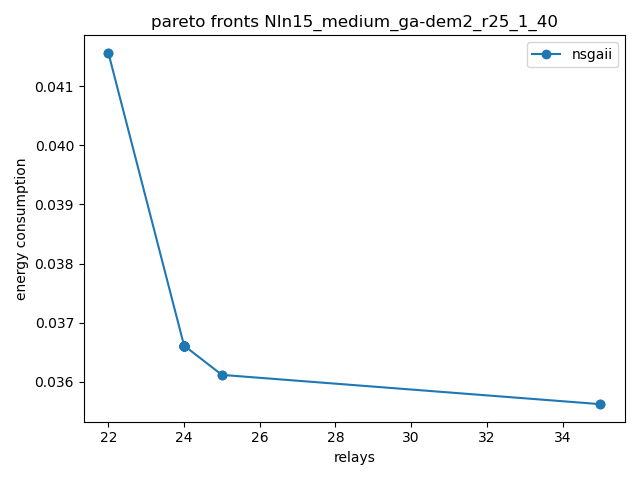 pareto fronts NIn15_medium_ga-dem2_r25_1_40
nsgaii
0.041
0.040
0.039
0.038
0.037
0.036
energy consumption
22 24 26 28 30 32 34
relays